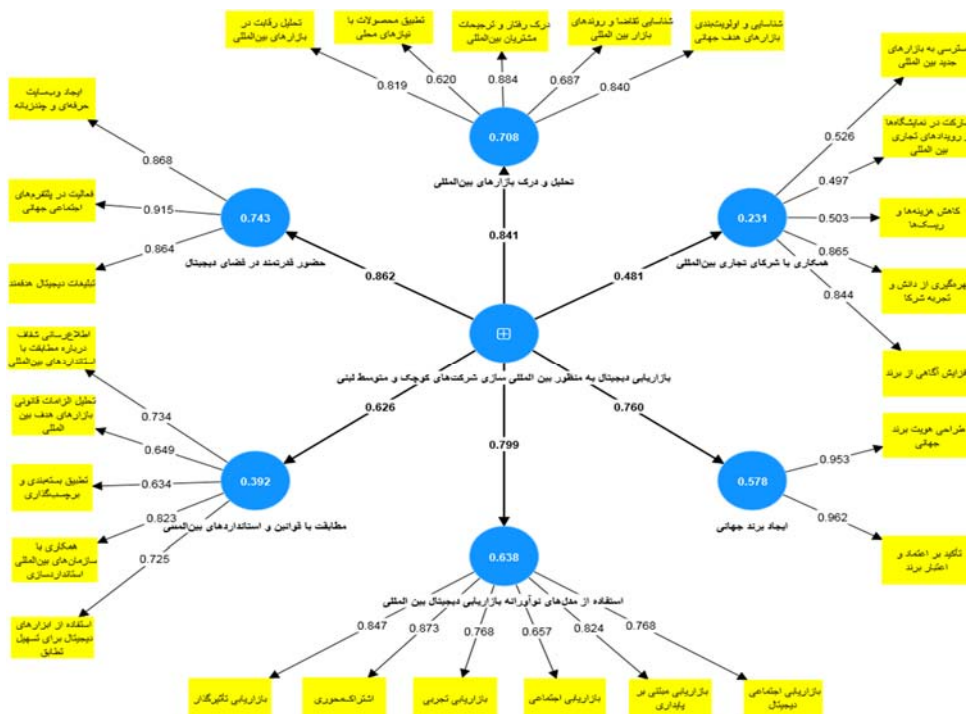 تحلیل رقابت در
بازارهای بین‌المللی
تطبیق محصولات با
نیازهای محلی
درک رفتار و ترجیحات
مشتریان بین‌المللی
شناسایی تقاضا و روندهای
بازار بین المللی
شناسایی و اولویت‌بندی
بازارهای هدف جهانی
0.819
0.620
0.884
0.687
0.840
0.708
تحلیل و درک بازارهای بین‌المللی
0.841
ایجاد وب‌سایت
حرفه‌ای و چندزبانه
فعالیت در پلتفرم‌های
اجتماعی جهانی
تبلیغات دیجیتال هدفمند
0.868
0.915
0.864
0.743
حضور قدرتمند در فضای دیجیتال
0.862
سترسی به بازارهای
جدید بین المللی
شارکت در نمایشگاه‌ها
و رویدادهای تجاری
بین المللی
کاهش هزینه‌ها و
ریسک‌ها
بهره‌گیری از دانش و
تجربه شرکا
فزایش آگاهی از برند
0.526
0.497
0.503
0.865
0.844
0.231
همکاری با شرکای تجاری بین‌المللی
0.481
بازاریابی دیجیتال به منظور بین المللی سازی شرکت‌های کوچک و متوسط لبنی
اطلاع‌رسانی شفاف
درباره مطابقت با
استانداردهای بین‌المللی
تحلیل الزامات قانونی
بازارهای هدف بین
المللی
تطبیق بسته‌بندی و
برچسب‌گذاری
همکاری با
سازمان‌های بین‌المللی
استانداردسازی
استفاده از ابزارهای
دیجیتال برای تسهیل
تطابق
0.734
0.649
0.634
0.823
0.725
0.392
مطابقت با قوانین و استانداردهای بین‌المللی
0.626
0.799
0.638
استفاده از مدل‌های نوآورانه بازاریابی دیجیتال بین المللی
0.847
0.873
0.768
0.657
0.824
0.768
بازاریابی تأثیرگذار
اشتراک‌محوری
بازاریابی تجربی
بازاریابی اجتماعی
بازاریابی مبتنی بر
پایداری
بازاریابی اجتماعی
دیجیتال
0.760
0.578
ایجاد برند جهانی
0.953
0.962
طراحی هویت برند
جهانی
تأکید بر اعتماد و
اعتبار برند